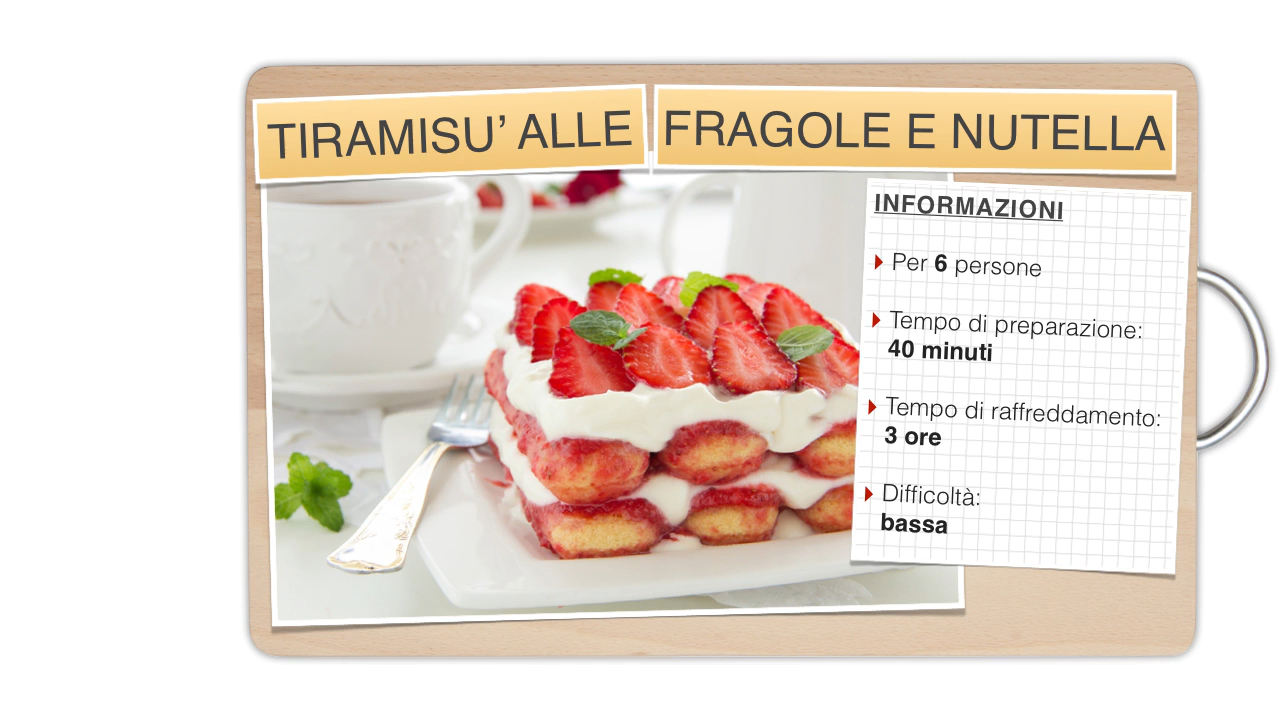 TIRAMISU’ ALLE FRAGOLE E NUTELLA
INFORMAZIONI
Per 6 persone
Tempo di preparazione:
40 minuti
Tempo di raffreddamento:
3 ore
Difficoltà:
bassa